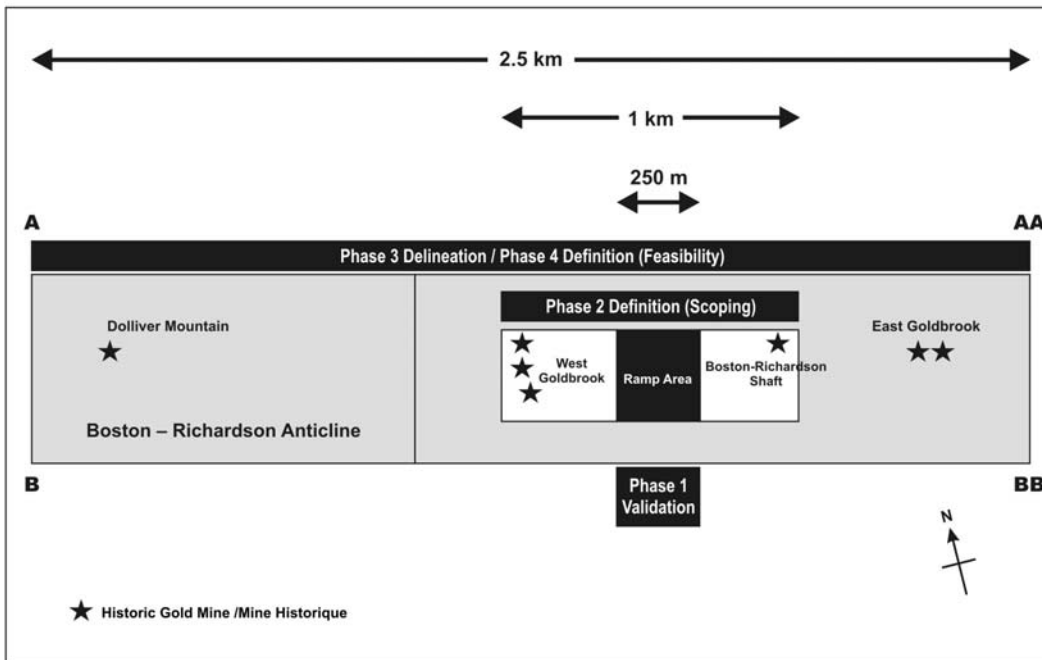 2.5 km
1 km
250 m
A
AA
Phase 3 Delineation / Phase 4 Definition (Feasibility)
Phase 2 Definition (Scoping)
Dolliver Mountain
East Goldbrook
West
Goldbrook
Ramp Area
Boston-Richardson
Shaft
Boston – Richardson Anticline
B
BB
Phase 1
Validation
N
Historic Gold Mine /Mine Historique